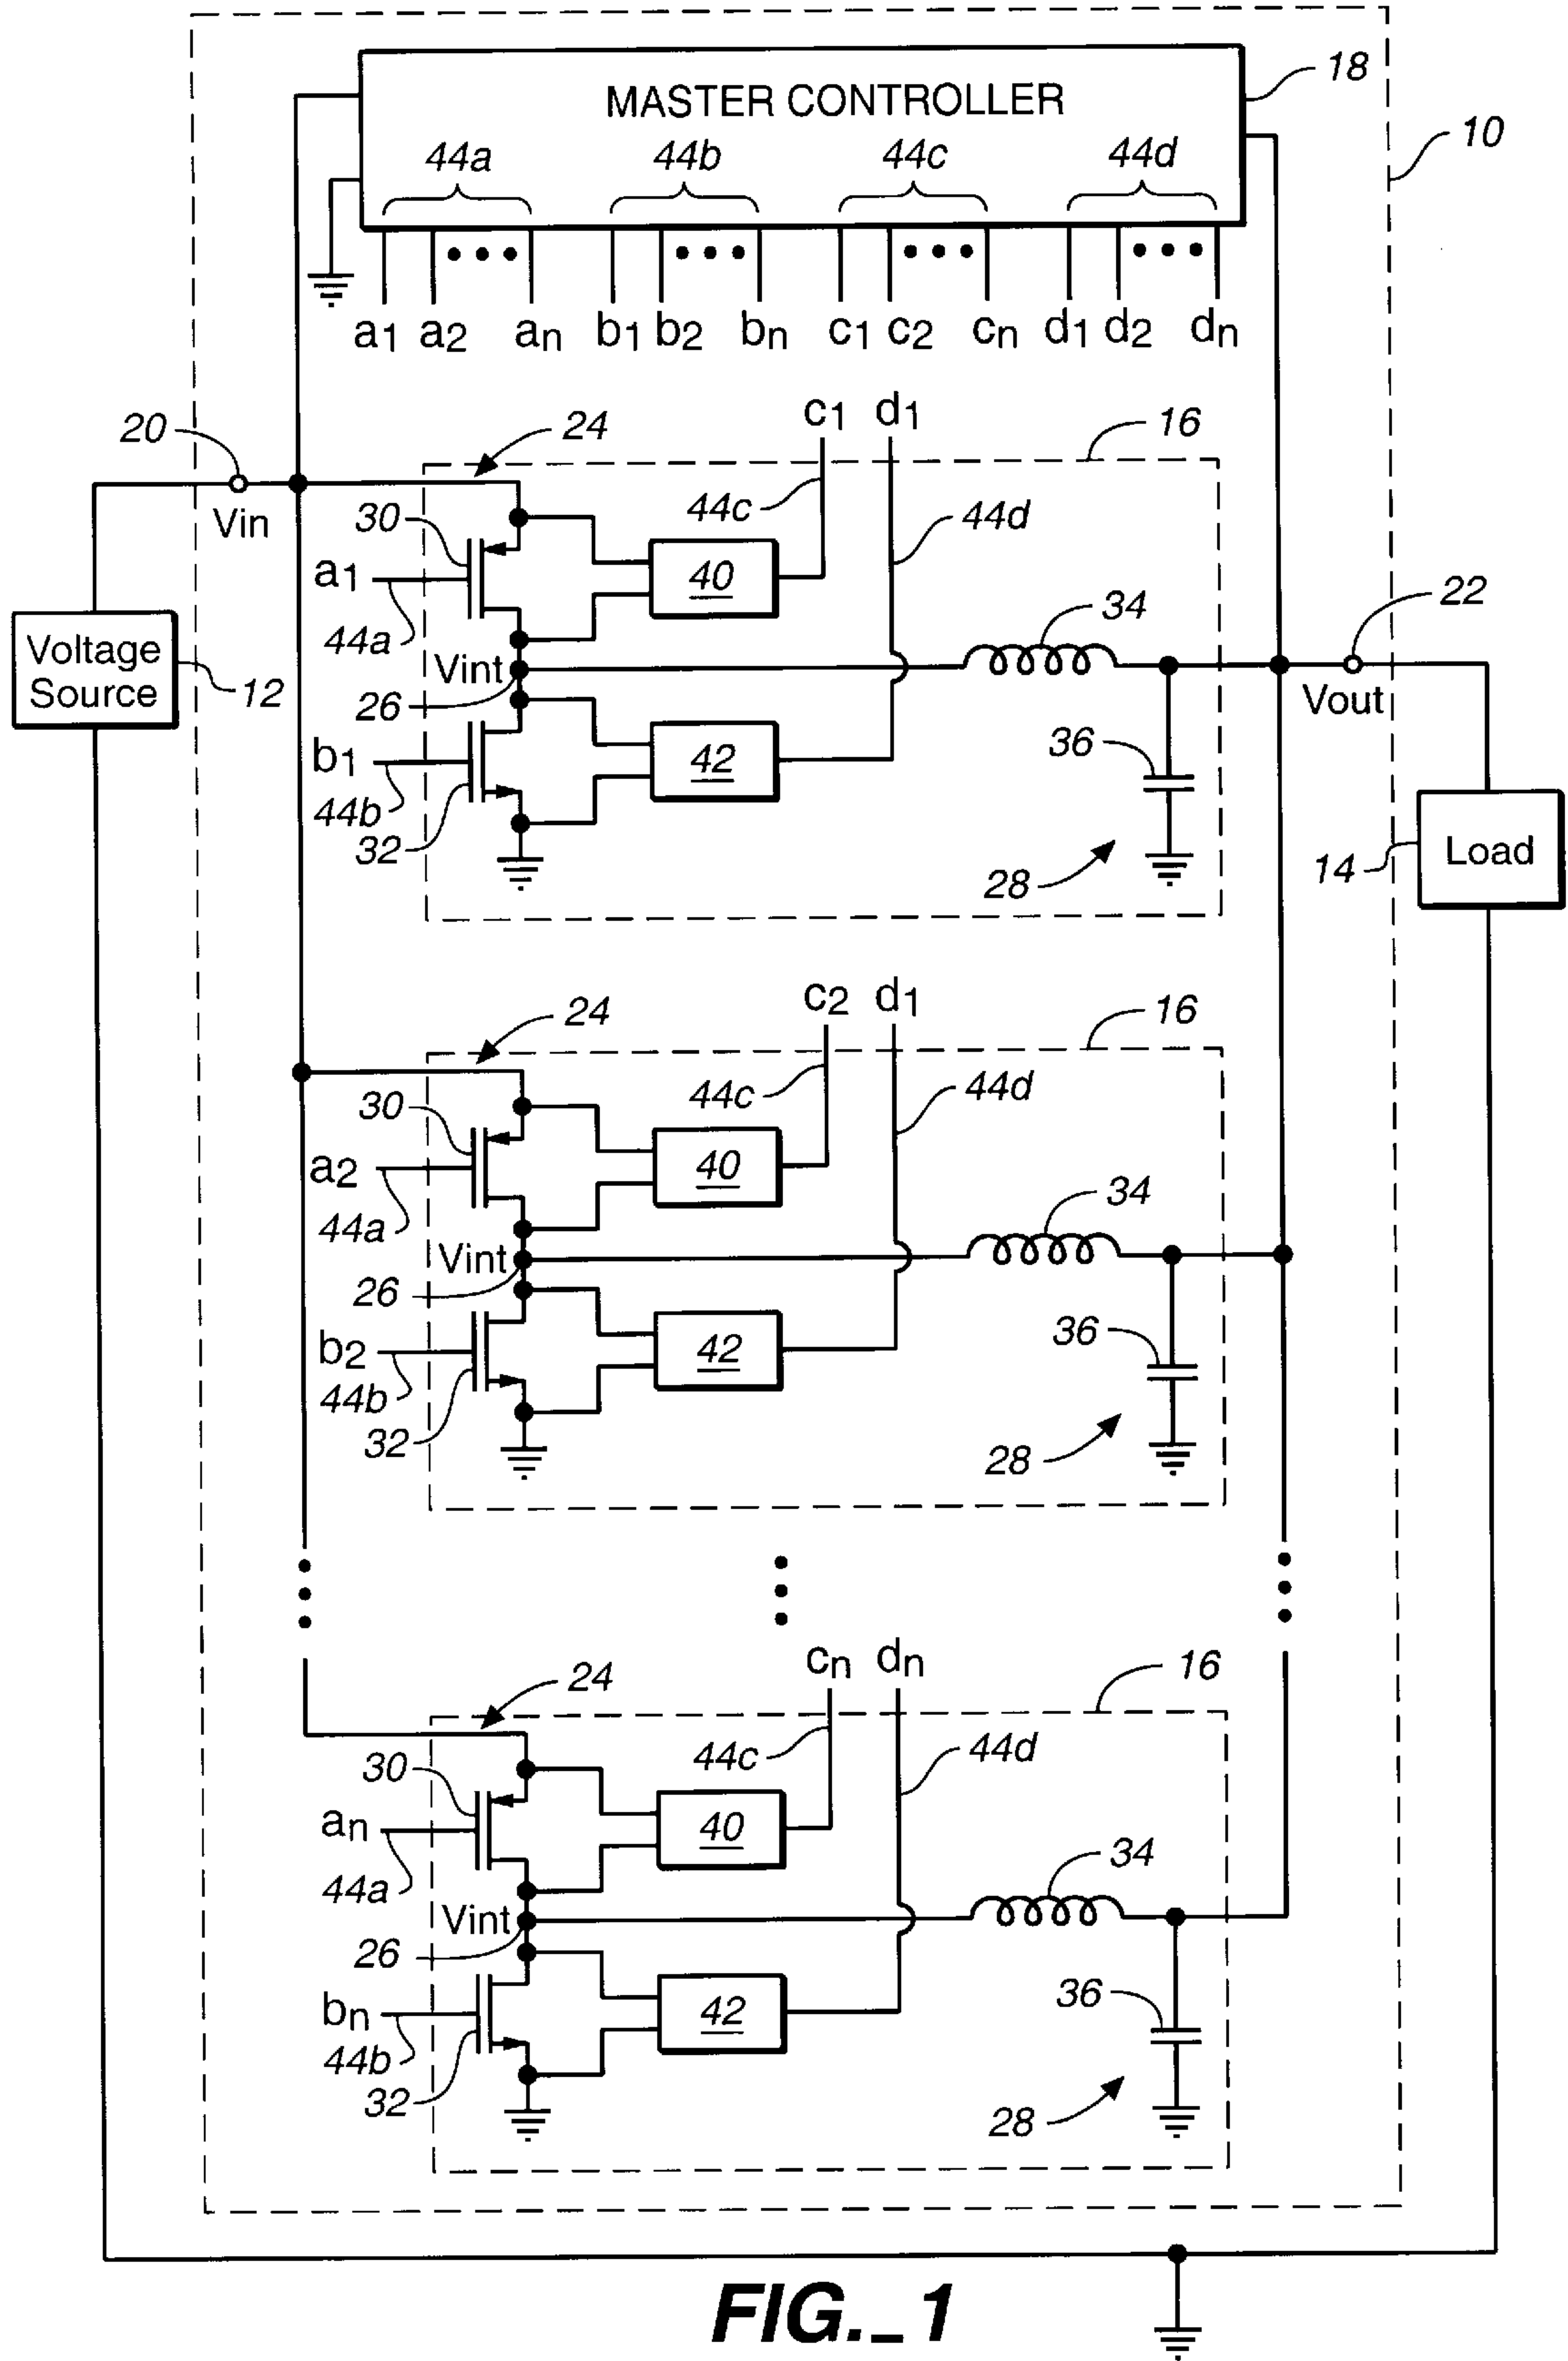 MASTER CONTROLLER
18
10
44a 44b 44c 44d
a1 a2 an b1 b2 bn c1 c2 cn d1 d2 dn
20
Vin
24
c1 d1
16
30
44c
44d
a1
40
44a
34
22
Voltage
Source
12
Vint
26
Vout
b1
42
36
44b
32
28
14
Load
24
c2 d1
16
30
44c
44d
a2
40
44a
34
Vint
26
b2
42
36
44b
32
28
24
cn dn
16
30
44c
44d
an
40
44a
34
Vint
26
bn
42
36
44b
32
28
FIG._1